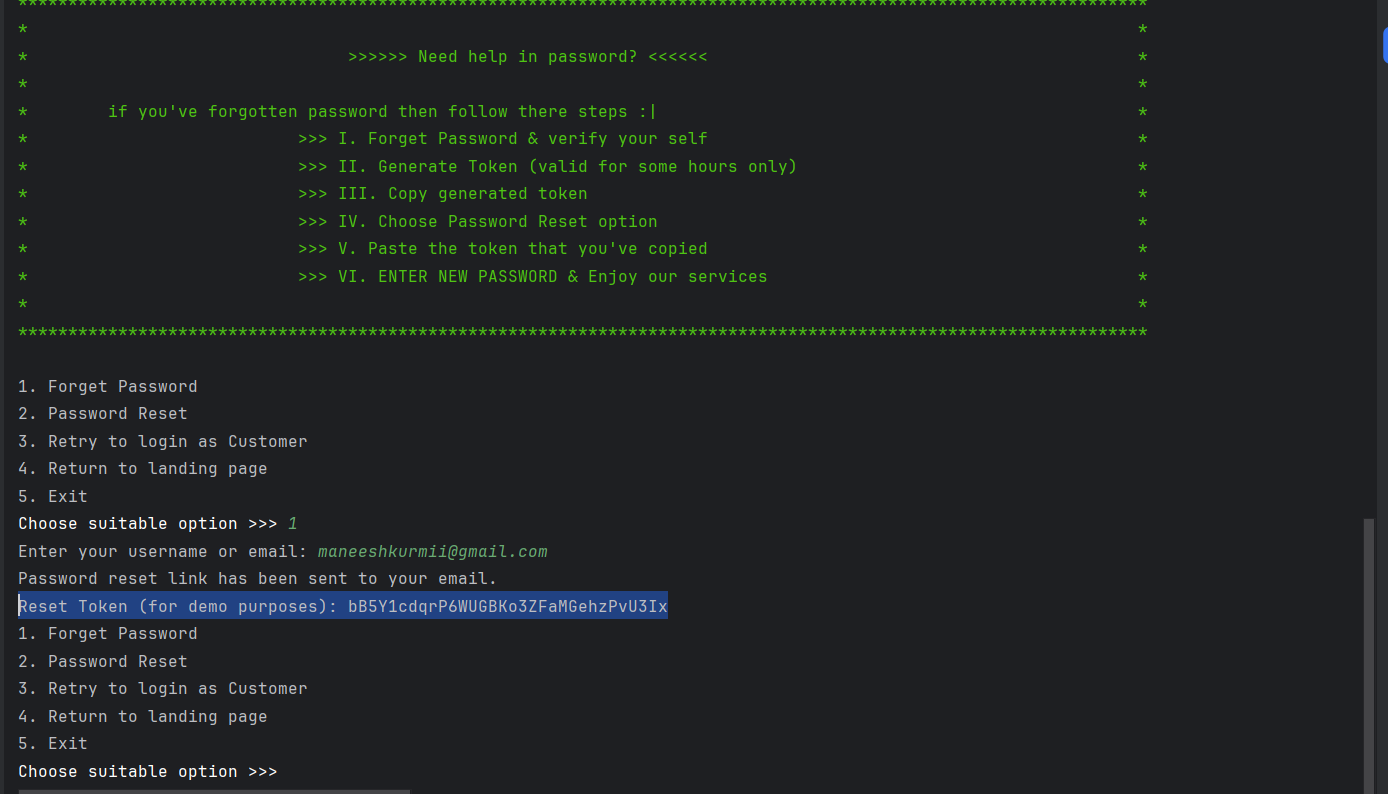 *****************************************************************************************************************
*                                                                                                               *
*                                >>>>>> Need help in password? <<<<<<                                           *
*                                                                                                               *
*        if you've forgotten password then follow there steps :|                                                *
*                           >>> I. Forget Password & verify your self                                           *
*                           >>> II. Generate Token (valid for some hours only)                                  *
*                           >>> III. Copy generated token                                                       *
*                           >>> IV. Choose Password Reset option                                                *
*                           >>> V. Paste the token that you've copied                                           *
*                           >>> VI. ENTER NEW PASSWORD & Enjoy our services                                     *
*                                                                                                               *
*****************************************************************************************************************
1. Forget Password
2. Password Reset
3. Retry to login as Customer
4. Return to landing page
5. Exit
Choose suitable option >>> 1
Enter your username or email: maneeshkurmii@gmail.com
Password reset link has been sent to your email.
Reset Token (for demo purposes): bB5Y1cdqrP6WUGBKo3ZFaMGehzPvU3Ix
1. Forget Password
2. Password Reset
3. Retry to login as Customer
4. Return to landing page
5. Exit
Choose suitable option >>>